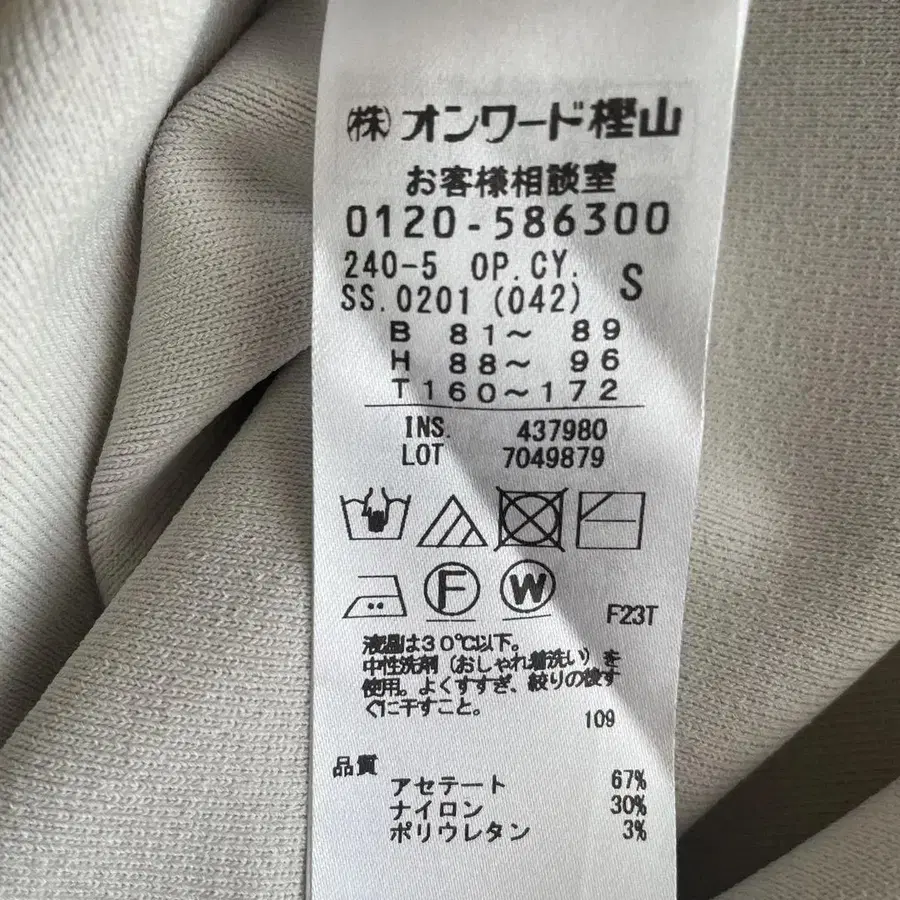 ㈱オンワード樫山
お客様相談室
0120-586300
240-5 OP.CY. S
SS.0201 (042)
B 81～ 89
H 88～ 96
T160～172
INS. 437980
LOT 7049879
F W
F23T
液温は30℃以下。
中性洗剤（おしゃれ着洗い）を
使用。よくすすぎ、絞りの後す
ぐに干すこと。
109
品質
アセテート 67%
ナイロン 30%
ポリウレタン 3%